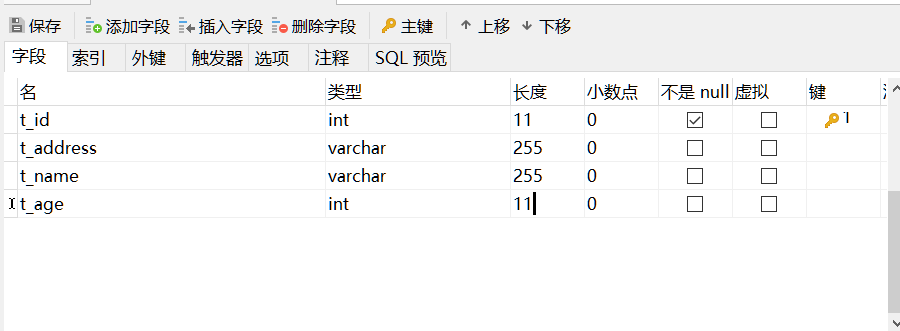 保存 添加字段 插入字段 删除字段 主键 上移 下移
字段 索引 外键 触发器 选项 注释 SQL 预览
名 类型 长度 小数点 不是 null 虚拟 键
t_id int 11 0 1
t_address varchar 255 0
t_name varchar 255 0
t_age int 11 0